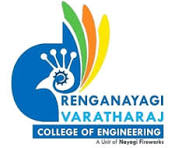 RENGANAYAGI
VARATHARAJ
COLLEGE OF ENGINEERING
A Unit of Nayagi Fireworks